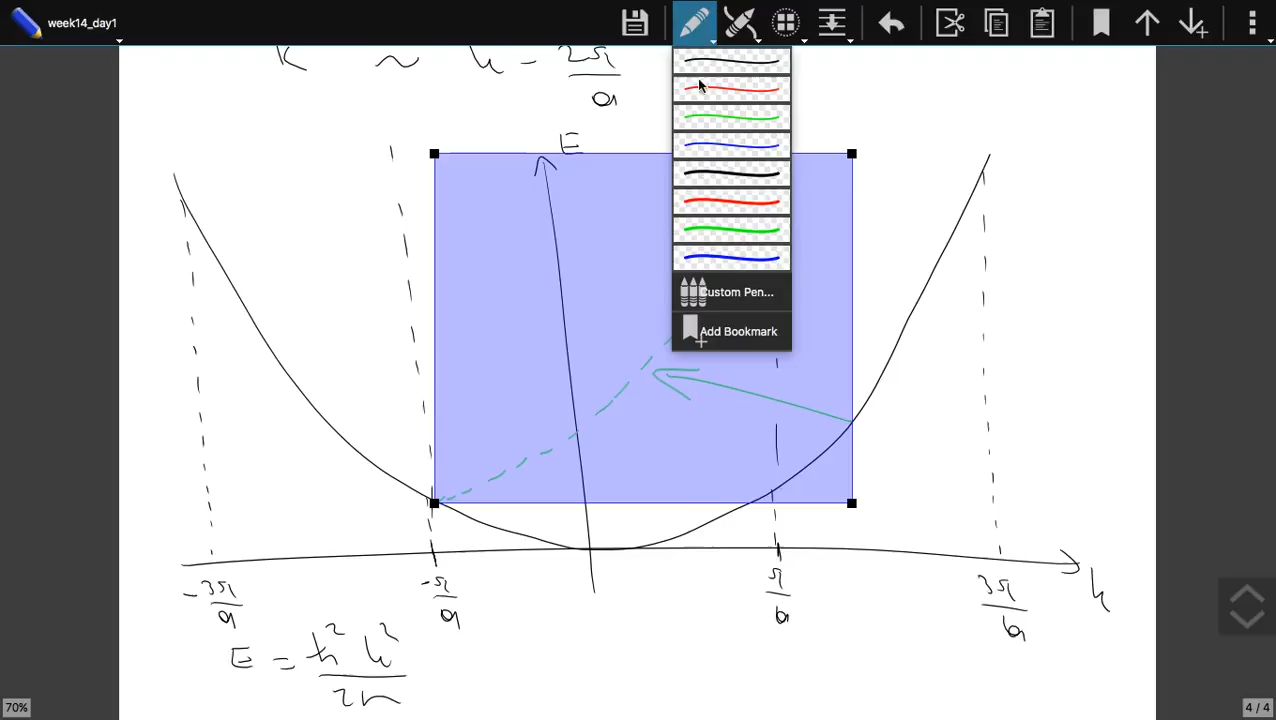 week14_day1
K ~ k = 2π/a
E
Custom Pen...
Add Bookmark
-3π/a
-π/a
π/a
3π/a
k
E = ħ²k²/2m
70%
4 / 4